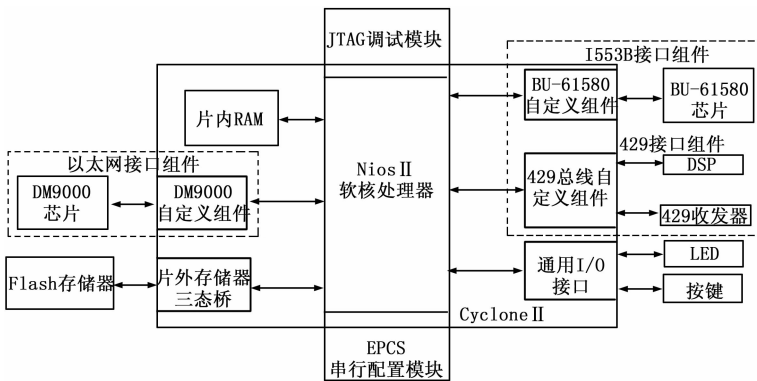 JTAG调试模块
I553B接口组件
BU-61580
自定义组件
BU-61580
芯片
片内RAM
429接口组件
以太网接口组件
NiosⅡ
软核处理器
DSP
DM9000
芯片
DM9000
自定义组件
429总线自
定义组件
429收发器
Flash存储器
片外存储器
三态桥
通用I/O
接口
LED
按键
CycloneⅡ
EPCS
串行配置模块